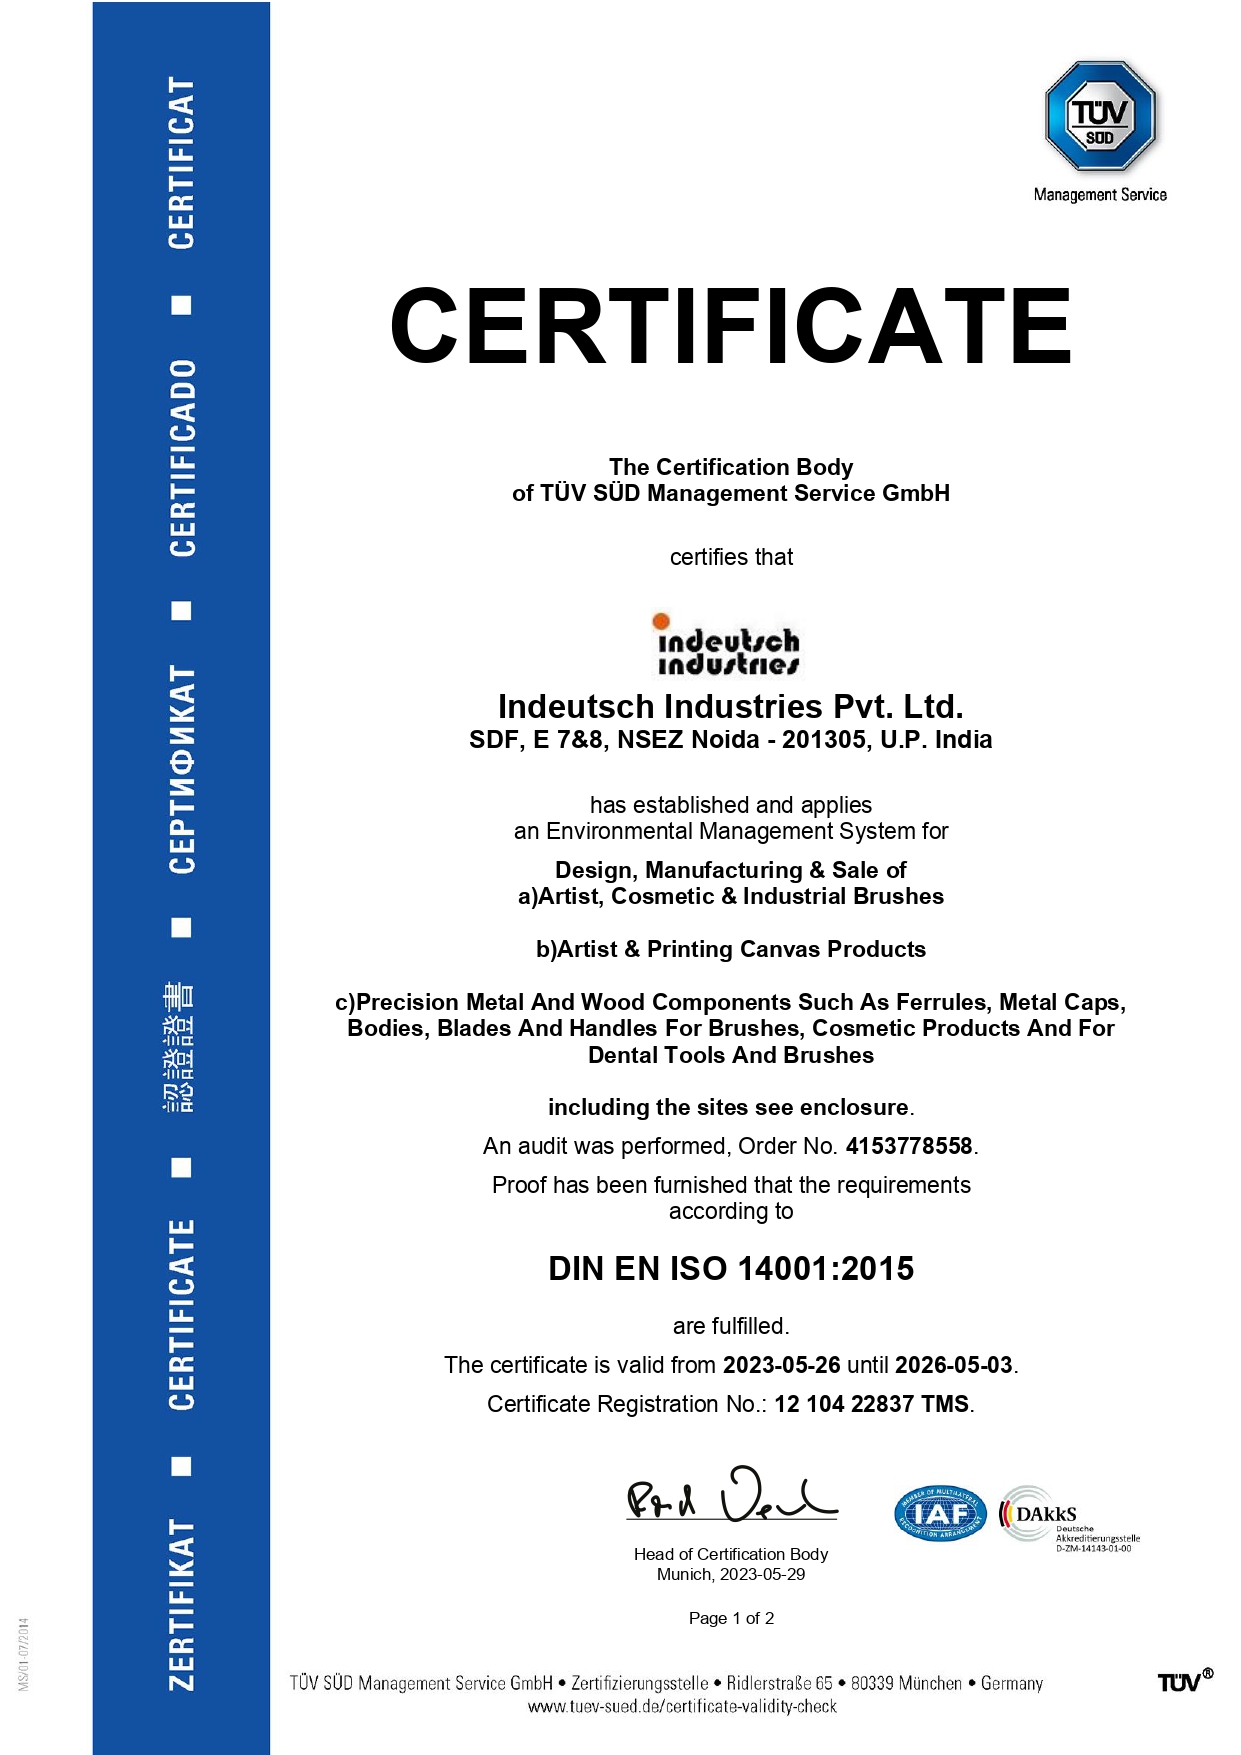 TÜV
SÜD
Management Service
CERTIFICATE
The Certification Body
of TÜV SÜD Management Service GmbH
certifies that
indeutsch
industries
Indeutsch Industries Pvt. Ltd.
SDF, E 7&8, NSEZ Noida - 201305, U.P. India
has established and applies
an Environmental Management System for
Design, Manufacturing & Sale of
a)Artist, Cosmetic & Industrial Brushes
b)Artist & Printing Canvas Products
c)Precision Metal And Wood Components Such As Ferrules, Metal Caps,
Bodies, Blades And Handles For Brushes, Cosmetic Products And For
Dental Tools And Brushes
including the sites see enclosure.
An audit was performed, Order No. 4153778558.
Proof has been furnished that the requirements
according to
DIN EN ISO 14001:2015
are fulfilled.
The certificate is valid from 2023-05-26 until 2026-05-03.
Certificate Registration No.: 12 104 22837 TMS.
Head of Certification Body
Munich, 2023-05-29
MEMBER OF MULTILATERAL
IAF
RECOGNITION ARRANGEMENT
DAkkS
Deutsche
Akkreditierungsstelle
D-ZM-14143-01-00
Page 1 of 2
TÜV SÜD Management Service GmbH • Zertifizierungsstelle • Ridlerstraße 65 • 80339 München • Germany
www.tuev-sued.de/certificate-validity-check
TÜV®
ZERTIFIKAT ■ CERTIFICATE ■ 認證證書 ■ СЕРТИФИКАТ ■ CERTIFICADO ■ CERTIFICAT
MS/01-07/2014